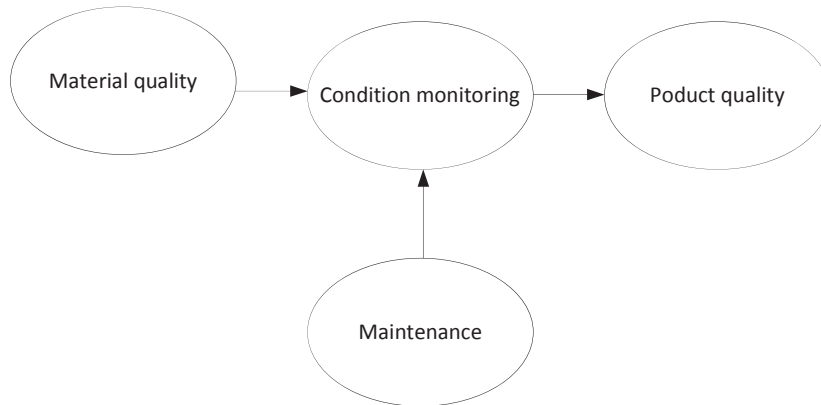 Material quality
Condition monitoring
Poduct quality
Maintenance